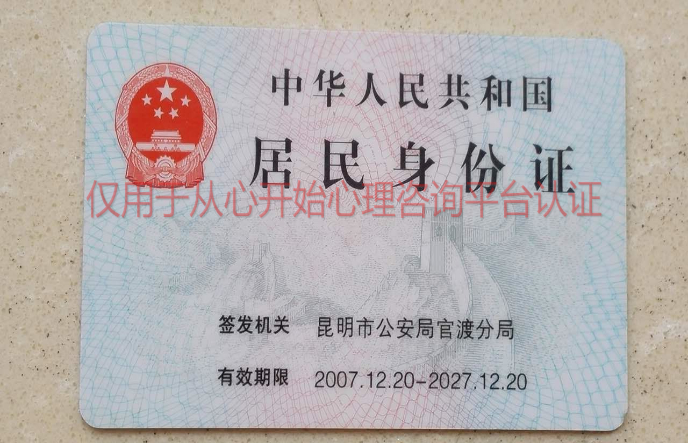 中华人民共和国
居民身份证
仅用于从心开始心理咨询平台认证
签发机关 昆明市公安局官渡分局
有效期限 2007.12.20-2027.12.20